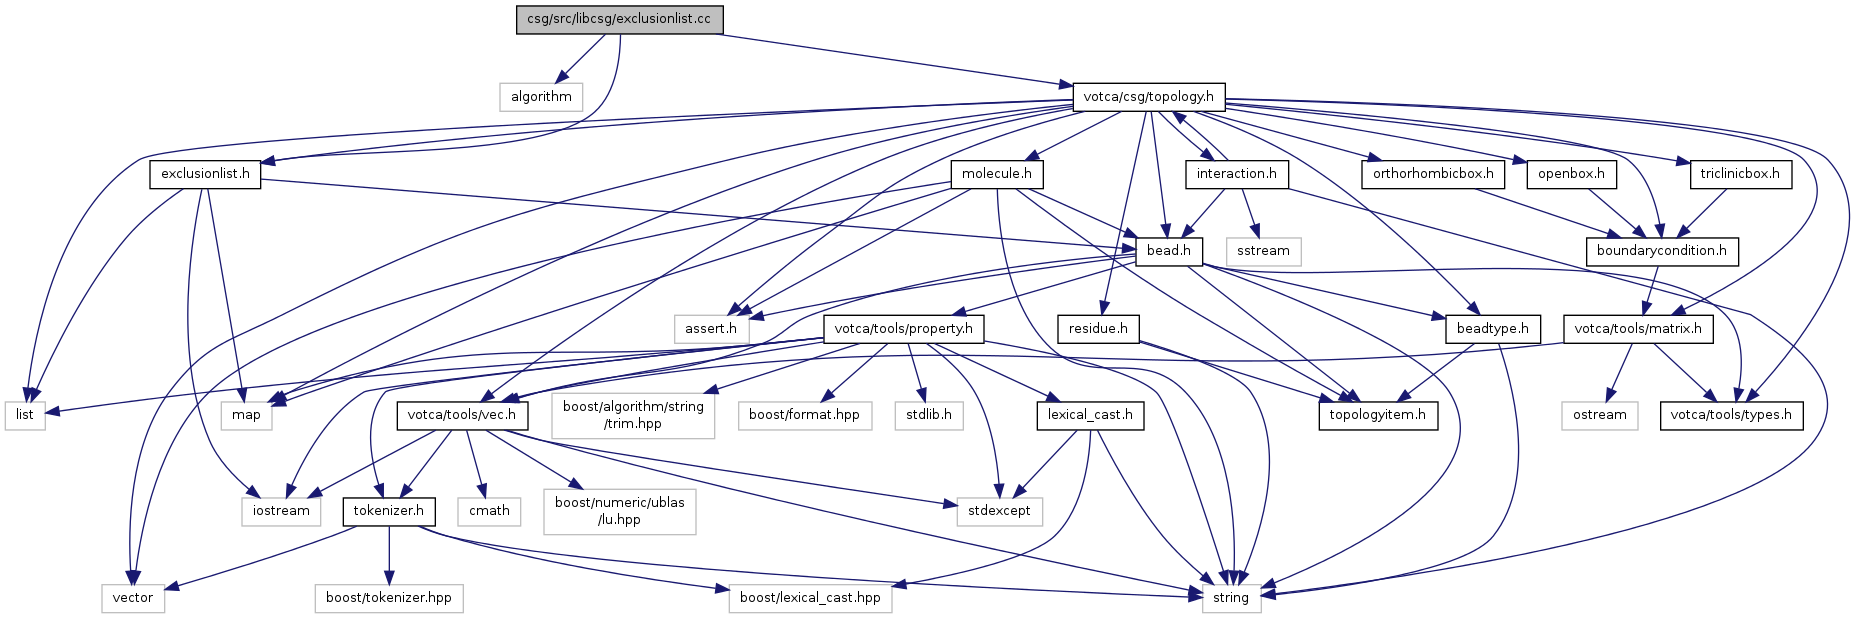 csg/src/libcsg/exclusionlist.cc
algorithm
votca/csg/topology.h
exclusionlist.h
molecule.h
interaction.h
orthorhombicbox.h
openbox.h
triclinicbox.h
bead.h
sstream
boundarycondition.h
assert.h
votca/tools/property.h
residue.h
beadtype.h
votca/tools/matrix.h
list
map
votca/tools/vec.h
boost/algorithm/string
/trim.hpp
boost/format.hpp
stdlib.h
lexical_cast.h
topologyitem.h
ostream
votca/tools/types.h
iostream
tokenizer.h
cmath
boost/numeric/ublas
/lu.hpp
stdexcept
vector
boost/tokenizer.hpp
boost/lexical_cast.hpp
string